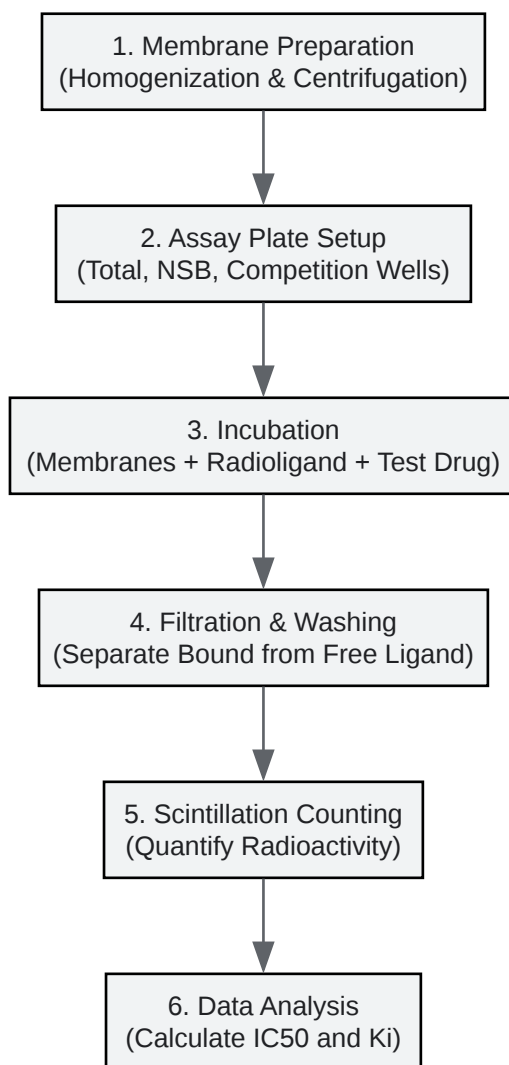 1. Membrane Preparation
(Homogenization & Centrifugation)
2. Assay Plate Setup
(Total, NSB, Competition Wells)
3. Incubation
(Membranes + Radioligand + Test Drug)
4. Filtration & Washing
(Separate Bound from Free Ligand)
5. Scintillation Counting
(Quantify Radioactivity)
6. Data Analysis
(Calculate IC50 and Ki)